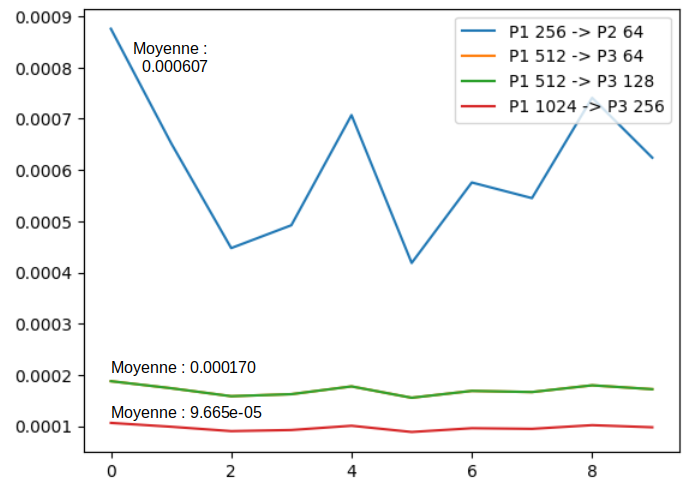 0.0009
0.0008
0.0007
0.0006
0.0005
0.0004
0.0003
0.0002
0.0001
Moyenne :
0.000607
P1 256 -> P2 64
P1 512 -> P3 64
P1 512 -> P3 128
P1 1024 -> P3 256
Moyenne : 0.000170
Moyenne : 9.665e-05
0 2 4 6 8